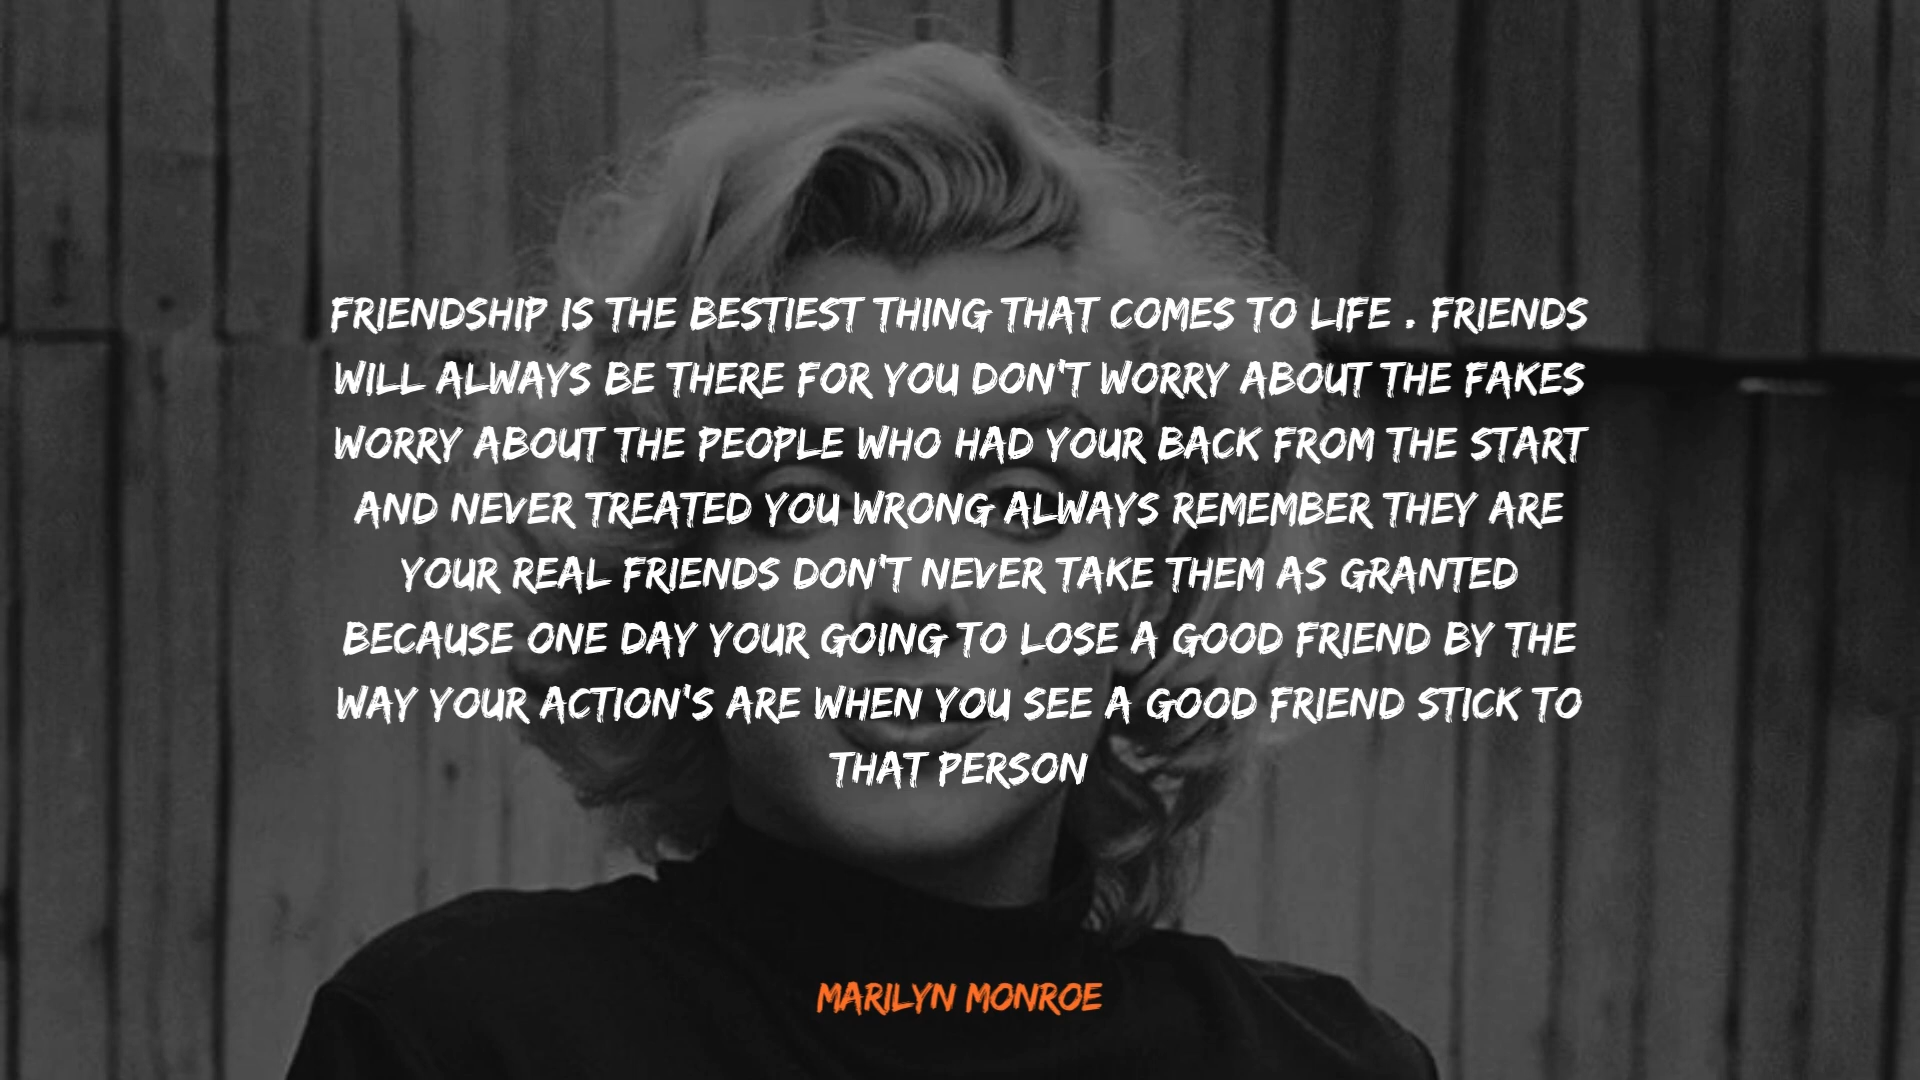 FRIENDSHIP IS THE BESTIEST THING THAT COMES TO LIFE . FRIENDS
WILL ALWAYS BE THERE FOR YOU DON'T WORRY ABOUT THE FAKES
WORRY ABOUT THE PEOPLE WHO HAD YOUR BACK FROM THE START
AND NEVER TREATED YOU WRONG ALWAYS REMEMBER THEY ARE
YOUR REAL FRIENDS DON'T NEVER TAKE THEM AS GRANTED
BECAUSE ONE DAY YOUR GOING TO LOSE A GOOD FRIEND BY THE
WAY YOUR ACTION'S ARE WHEN YOU SEE A GOOD FRIEND STICK TO
THAT PERSON
MARILYN MONROE